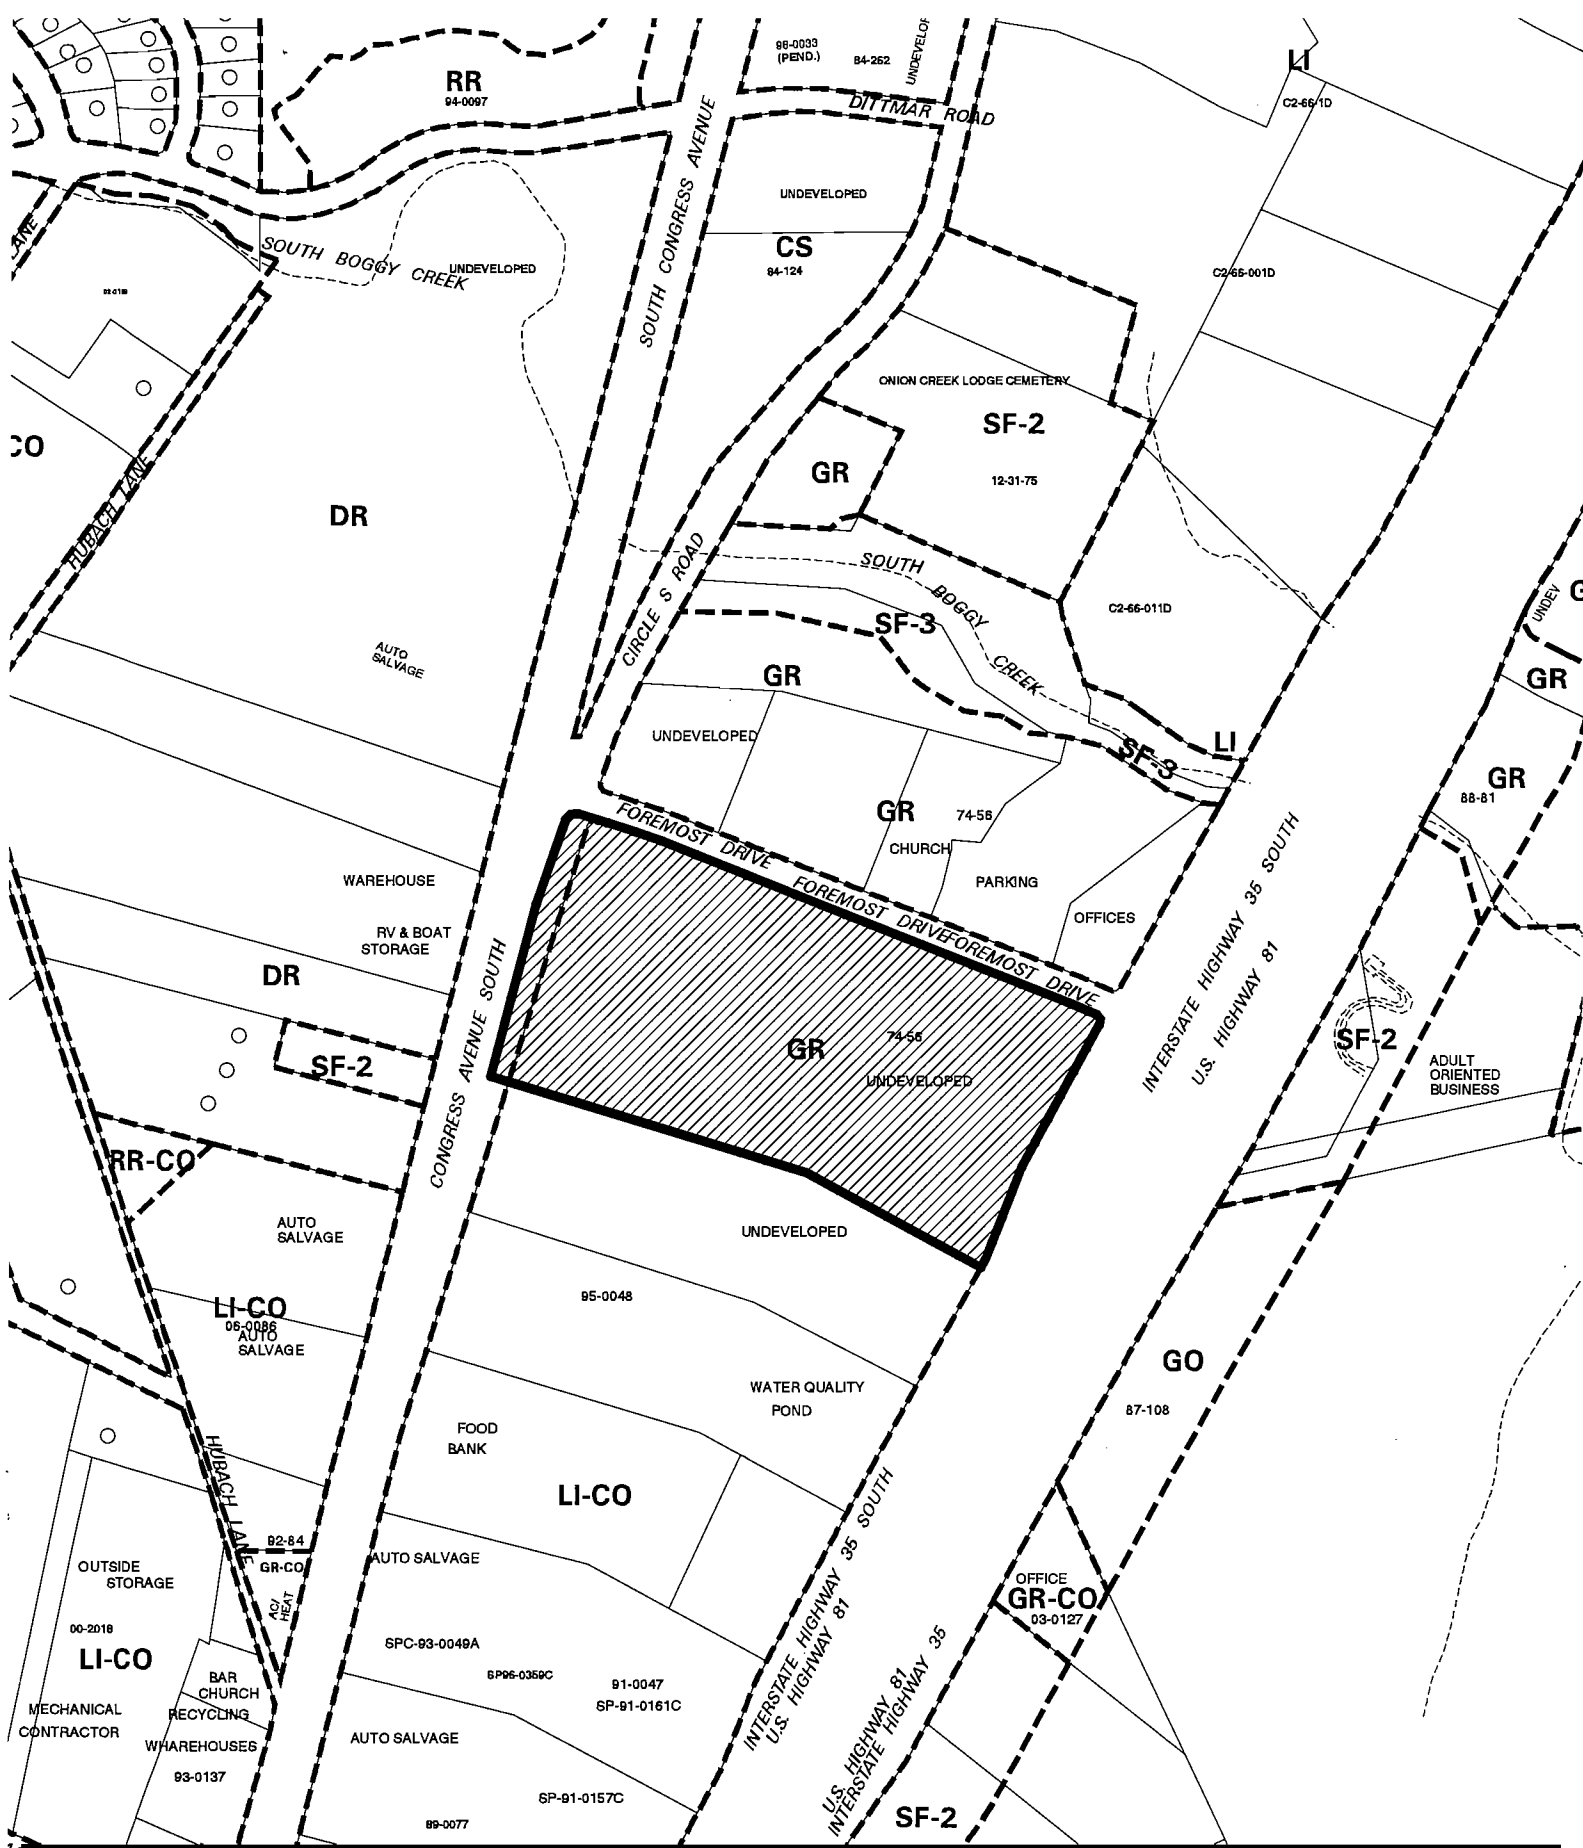 98-0033
(PEND.)
84-262
UNDEVELOP
LI
RR
94-0097
C2-66-1D
DITTMAR ROAD
SOUTH CONGRESS AVENUE
UNDEVELOPED
CS
84-124
SOUTH BOGGY CREEK
UNDEVELOPED
C2-66-001D
ANE
ONION CREEK LODGE CEMETERY
SF-2
12-31-75
CO
GR
HUBACH LANE
DR
SOUTH
BOGGY
CREEK
CIRCLE S ROAD
C2-66-011D
SF-3
UNDEV
G
AUTO
SALVAGE
GR
GR
UNDEVELOPED
SF-3
LI
GR
88-81
GR
74-56
CHURCH
PARKING
OFFICES
FOREMOST DRIVE
FOREMOST DRIVE
FOREMOST DRIVE
INTERSTATE HIGHWAY 35 SOUTH
U.S. HIGHWAY 81
WAREHOUSE
RV & BOAT
STORAGE
DR
CONGRESS AVENUE SOUTH
SF-2
GR
74-56
UNDEVELOPED
SF-2
ADULT
ORIENTED
BUSINESS
RR-CO
AUTO
SALVAGE
UNDEVELOPED
95-0048
LI-CO
06-0086
AUTO
SALVAGE
GO
87-108
WATER QUALITY
POND
FOOD
BANK
LI-CO
HUBACH LANE
92-84
GR-CO
AC/
HEAT
AUTO SALVAGE
OUTSIDE
STORAGE
00-2018
LI-CO
OFFICE
GR-CO
03-0127
SPC-93-0049A
SP96-0359C
91-0047
SP-91-0161C
INTERSTATE HIGHWAY 35 SOUTH
U.S. HIGHWAY 81
BAR
CHURCH
RECYCLING
MECHANICAL
CONTRACTOR
WHAREHOUSES
93-0137
AUTO SALVAGE
SP-91-0157C
89-0077
U.S. HIGHWAY 81
INTERSTATE HIGHWAY 35
SF-2